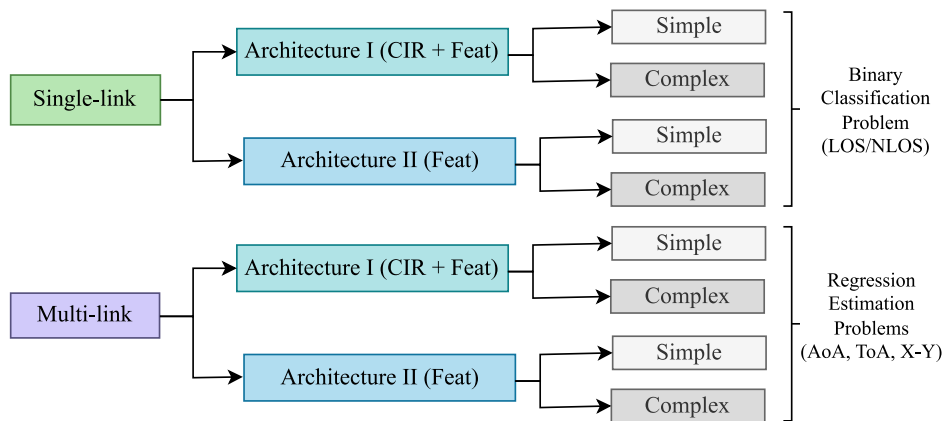 Single-link
Architecture I (CIR + Feat)
Simple
Complex
Architecture II (Feat)
Simple
Complex
Binary
Classification
Problem
(LOS/NLOS)
Multi-link
Architecture I (CIR + Feat)
Simple
Complex
Architecture II (Feat)
Simple
Complex
Regression
Estimation
Problems
(AoA, ToA, X-Y)